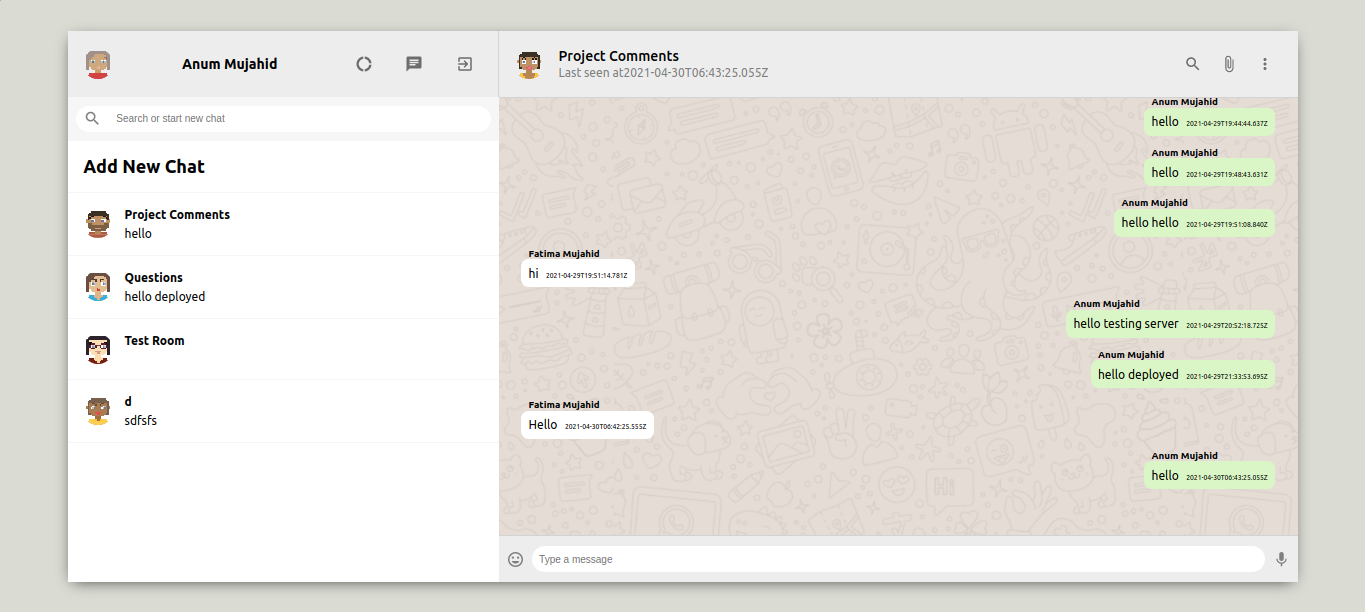 Anum Mujahid
Search or start new chat
Add New Chat
Project Comments
hello
Questions
hello deployed
Test Room
d
sdfsfs
Project Comments
Last seen at2021-04-30T06:43:25.055Z
Anum Mujahid
hello 2021-04-29T19:44:44.637Z
Anum Mujahid
hello 2021-04-29T19:48:43.631Z
Anum Mujahid
hello hello 2021-04-29T19:51:08.840Z
Fatima Mujahid
hi 2021-04-29T19:51:14.781Z
Anum Mujahid
hello testing server 2021-04-29T20:52:18.725Z
Anum Mujahid
hello deployed 2021-04-29T21:33:53.695Z
Fatima Mujahid
Hello 2021-04-30T06:42:25.555Z
Anum Mujahid
hello 2021-04-30T06:43:25.055Z
Hi
Type a message